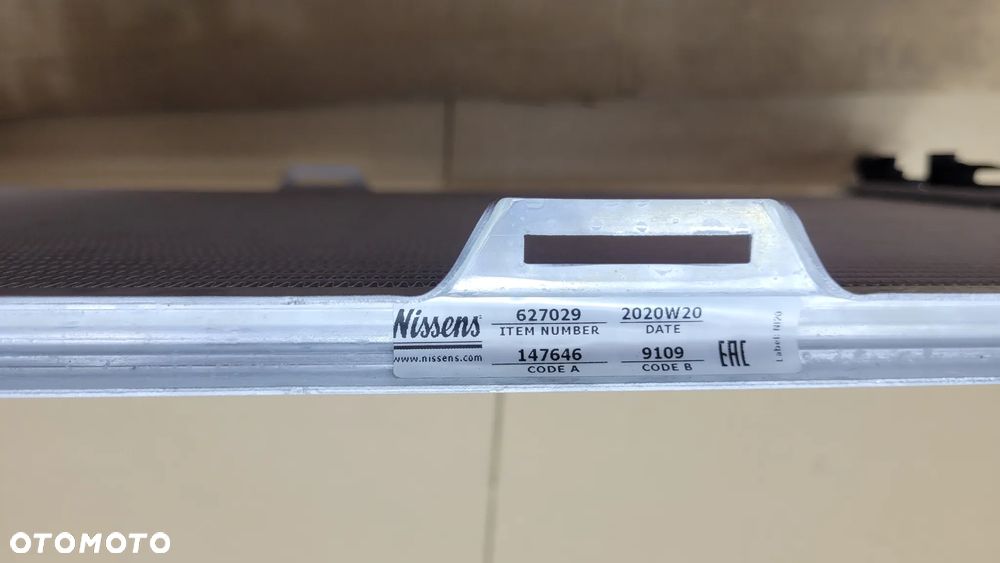 Nissens
www.nissens.com
627029
ITEM NUMBER
147646
CODE A
2020W20
DATE
9109
CODE B
EAC
Label: NI20
OTOMOTO